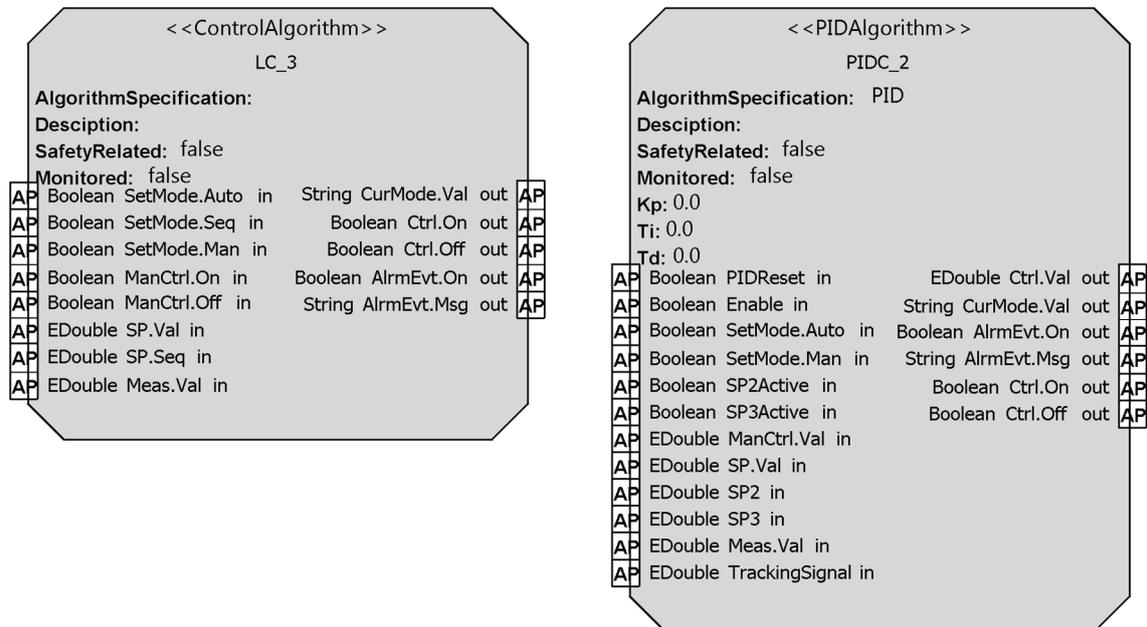 <<ControlAlgorithm>>
LC_3
AlgorithmSpecification:
Desciption:
SafetyRelated: false
Monitored: false
AP Boolean SetMode.Auto in String CurMode.Val out AP
AP Boolean SetMode.Seq in Boolean Ctrl.On out AP
AP Boolean SetMode.Man in Boolean Ctrl.Off out AP
AP Boolean ManCtrl.On in Boolean AlrmEvt.On out AP
AP Boolean ManCtrl.Off in String AlrmEvt.Msg out AP
AP EDouble SP.Val in
AP EDouble SP.Seq in
AP EDouble Meas.Val in
<<PIDAlgorithm>>
PIDC_2
AlgorithmSpecification: PID
Desciption:
SafetyRelated: false
Monitored: false
Kp: 0.0
Ti: 0.0
Td: 0.0
AP Boolean PIDReset in EDouble Ctrl.Val out AP
AP Boolean Enable in String CurMode.Val out AP
AP Boolean SetMode.Auto in Boolean AlrmEvt.On out AP
AP Boolean SetMode.Man in String AlrmEvt.Msg out AP
AP Boolean SP2Active in Boolean Ctrl.On out AP
AP Boolean SP3Active in Boolean Ctrl.Off out AP
AP EDouble ManCtrl.Val in
AP EDouble SP.Val in
AP EDouble SP2 in
AP EDouble SP3 in
AP EDouble Meas.Val in
AP EDouble TrackingSignal in